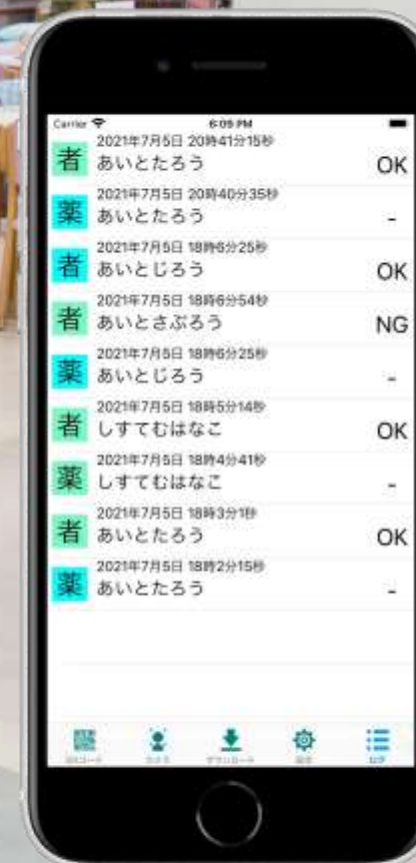 Carrier
6:05 PM
2021年7月5日 20時41分15秒
者 あいとたろう OK
2021年7月5日 20時40分35秒
薬 あいとたろう -
2021年7月5日 18時6分25秒
者 あいとじろう OK
2021年7月5日 18時6分54秒
者 あいとさぶろう NG
2021年7月5日 18時6分25秒
薬 あいとじろう -
2021年7月5日 18時5分14秒
者 しすてむはなこ OK
2021年7月5日 18時4分41秒
薬 しすてむはなこ -
2021年7月5日 18時3分1秒
者 あいとたろう OK
2021年7月5日 18時2分15秒
薬 あいとたろう -